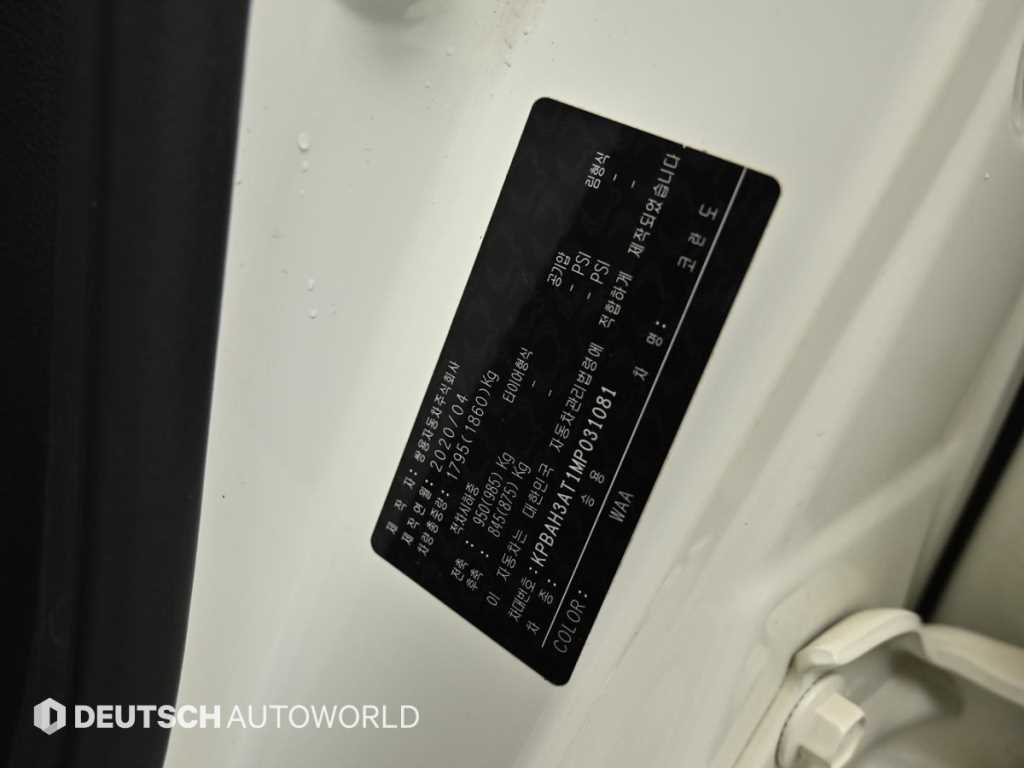 제 작 자: 쌍용자동차주식회사
제작연월: 2020/04
차량총중량: 1795(1860)Kg
적차시하중 타이어형식 공기압 림형식
전축 : 950(985)Kg - - PSI -
후축 : 845(875)Kg - - PSI -
이 자동차는 대한민국 자동차관리법령에 적합하게 제작되었습니다
차대번호: KPBAH3AT1MP031081
차 종: 승용 차 명: 코란도
COLOR: WAA
DEUTSCH AUTOWORLD